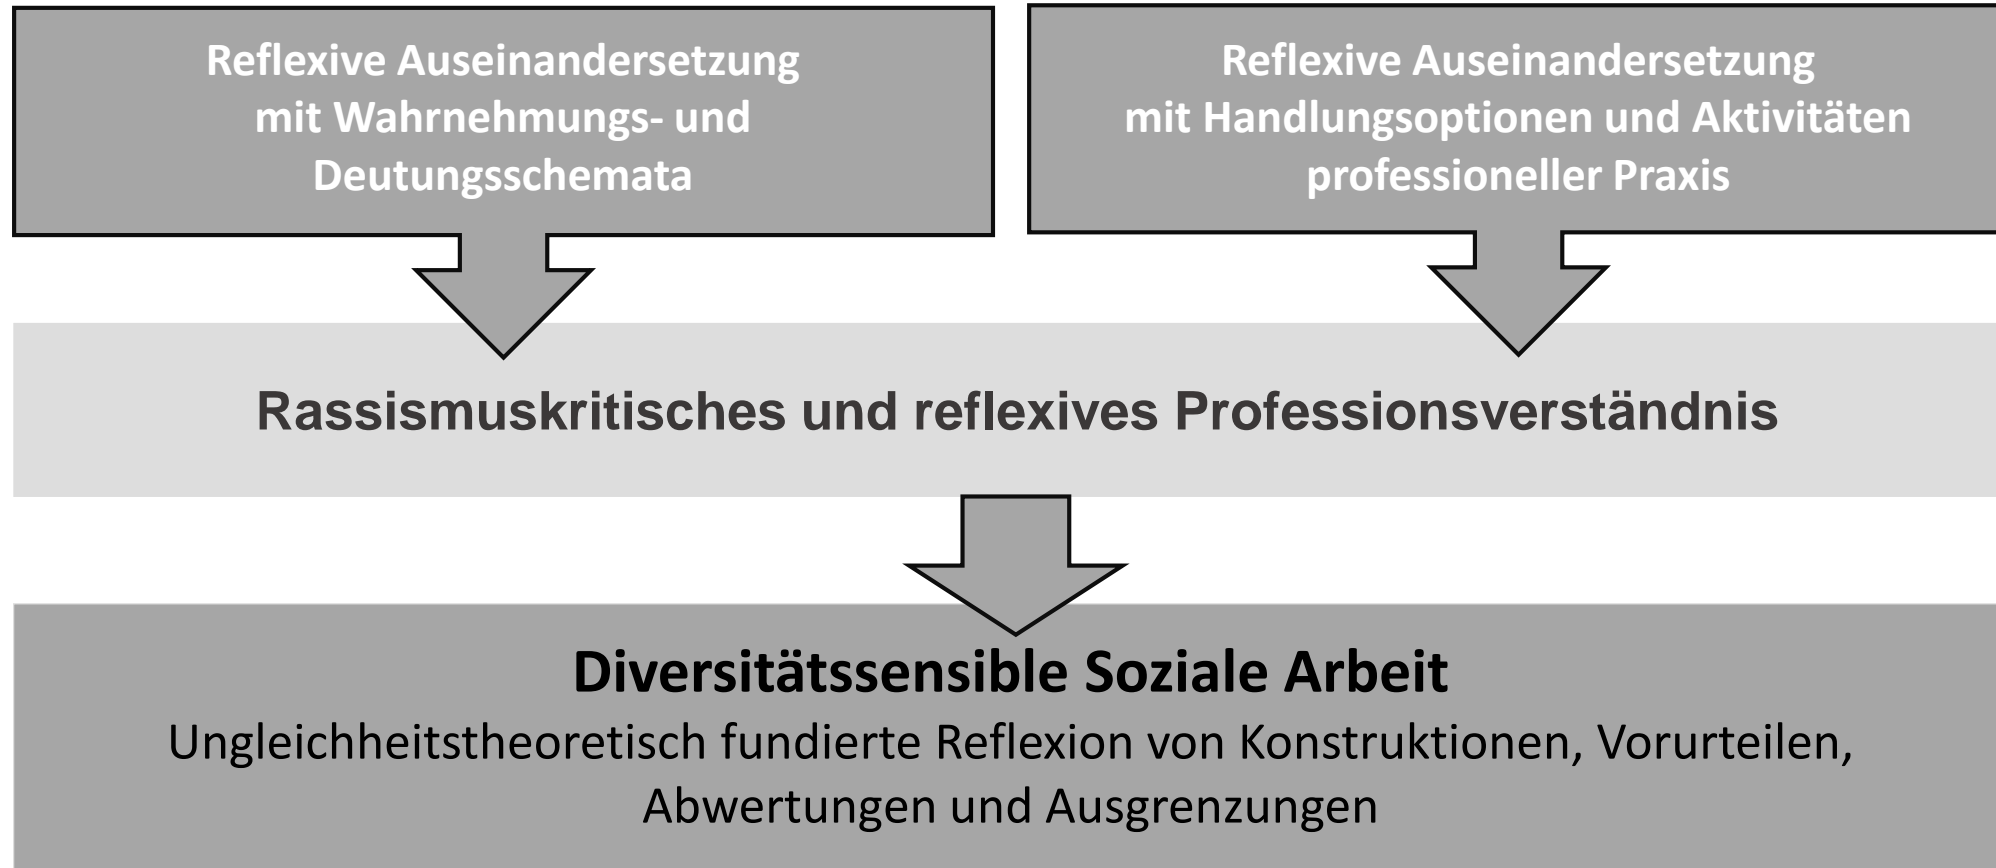 Reflexive Auseinandersetzung
mit Wahrnehmungs- und
Deutungsschemata
Reflexive Auseinandersetzung
mit Handlungsoptionen und Aktivitäten
professioneller Praxis
Rassismuskritisches und reflexives Professionsverständnis
Diversitätssensible Soziale Arbeit
Ungleichheitstheoretisch fundierte Reflexion von Konstruktionen, Vorurteilen,
Abwertungen und Ausgrenzungen